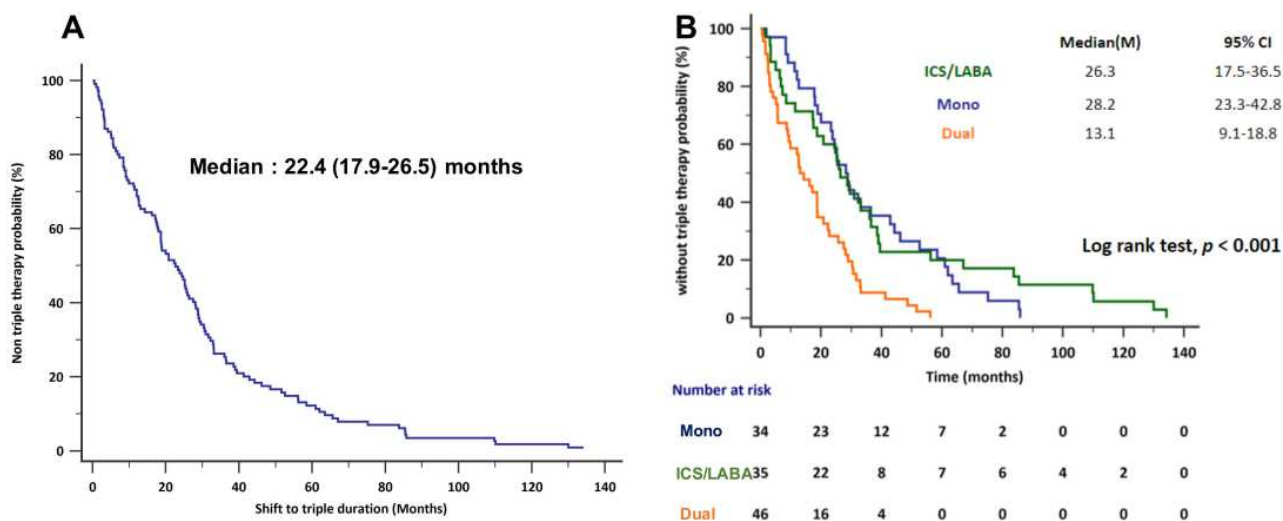 A
Non triple therapy probability (%)
100
80
60
40
20
0
Median : 22.4 (17.9-26.5) months
0 20 40 60 80 100 120 140
Shift to triple duration (Months)
B
without triple therapy probability (%)
100
80
60
40
20
0
Median(M) 95% CI
ICS/LABA 26.3 17.5-36.5
Mono 28.2 23.3-42.8
Dual 13.1 9.1-18.8
Log rank test, p < 0.001
0 20 40 60 80 100 120 140
Time (months)
Number at risk
Mono 34 23 12 7 2 0 0 0
ICS/LABA 35 22 8 7 6 4 2 0
Dual 46 16 4 0 0 0 0 0